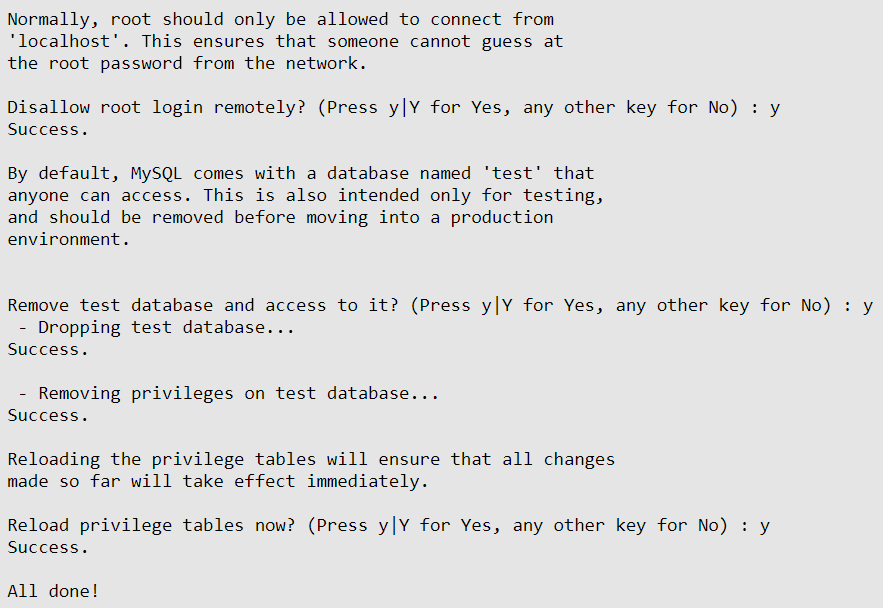 Normally, root should only be allowed to connect from
'localhost'. This ensures that someone cannot guess at
the root password from the network.
Disallow root login remotely? (Press y|Y for Yes, any other key for No) : y
Success.
By default, MySQL comes with a database named 'test' that
anyone can access. This is also intended only for testing,
and should be removed before moving into a production
environment.
Remove test database and access to it? (Press y|Y for Yes, any other key for No) : y
 - Dropping test database...
Success.
 - Removing privileges on test database...
Success.
Reloading the privilege tables will ensure that all changes
made so far will take effect immediately.
Reload privilege tables now? (Press y|Y for Yes, any other key for No) : y
Success.
All done!